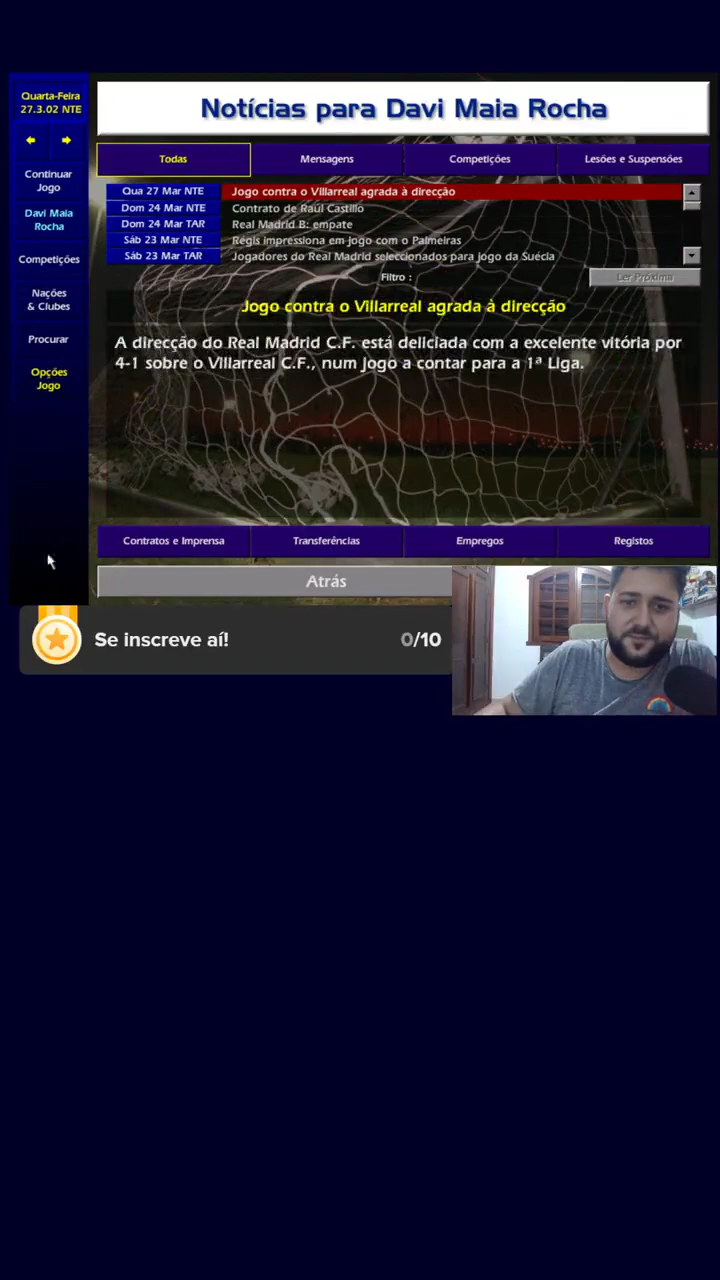 Quarta-Feira
27.3.02 NTE
Notícias para Davi Maia Rocha
Todas
Mensagens
Competições
Lesões e Suspensões
Continuar
Jogo
Davi Maia
Rocha
Competições
Nações
& Clubes
Procurar
Opções
Jogo
Qua 27 Mar NTE Jogo contra o Villarreal agrada à direcção
Dom 24 Mar NTE Contrato de Raúl Castillo
Dom 24 Mar TAR Real Madrid B: empate
Sáb 23 Mar NTE Régis impressiona em jogo com o Palmeiras
Sáb 23 Mar TAR Jogadores do Real Madrid seleccionados para jogo da Suécia
Filtro :
Ler Próxima
Jogo contra o Villarreal agrada à direcção
A direcção do Real Madrid C.F. está deliciada com a excelente vitória por
4-1 sobre o Villarreal C.F., num jogo a contar para a 1ª Liga.
Contratos e Imprensa
Transferências
Empregos
Registos
Atrás
Se inscreve aí!
0/10